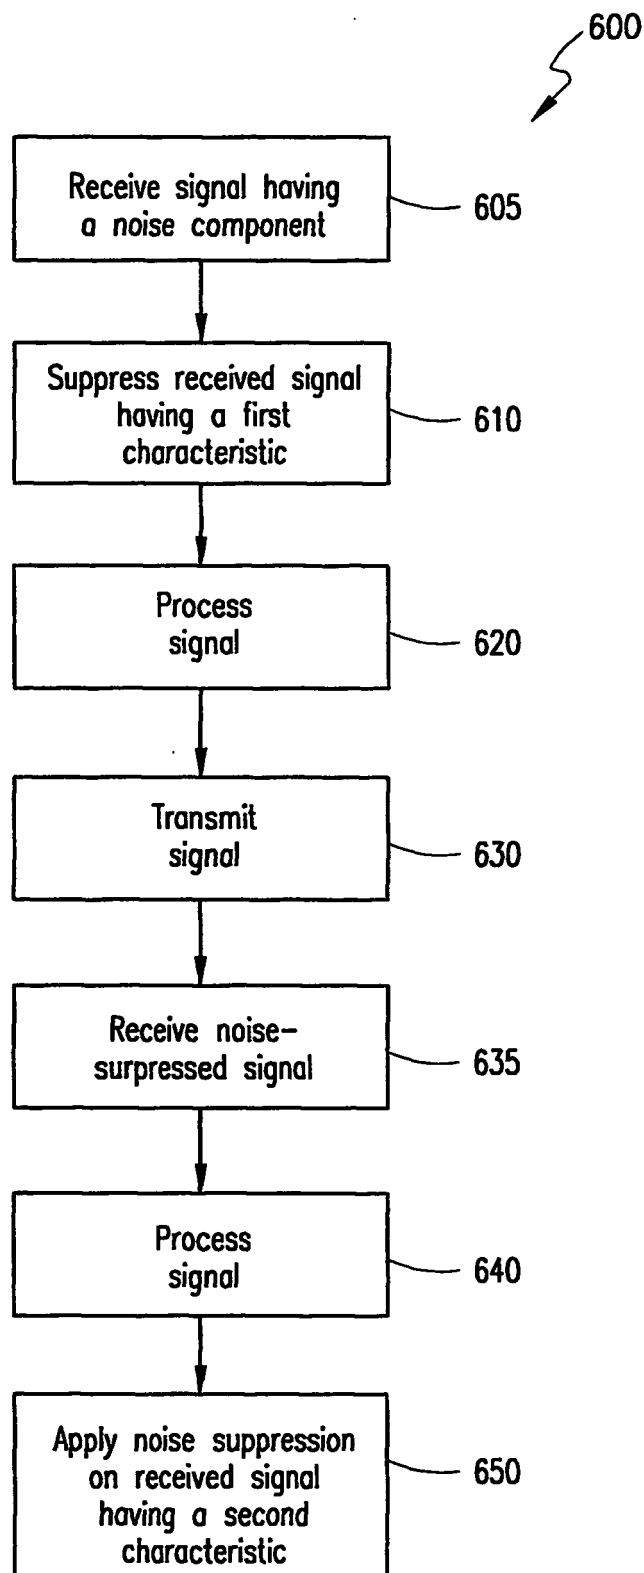 600
Receive signal having
a noise component
605
Suppress received signal
having a first
characteristic
610
Process
signal
620
Transmit
signal
630
Receive noise-
surpressed signal
635
Process
signal
640
Apply noise suppression
on received signal
having a second
characteristic
650